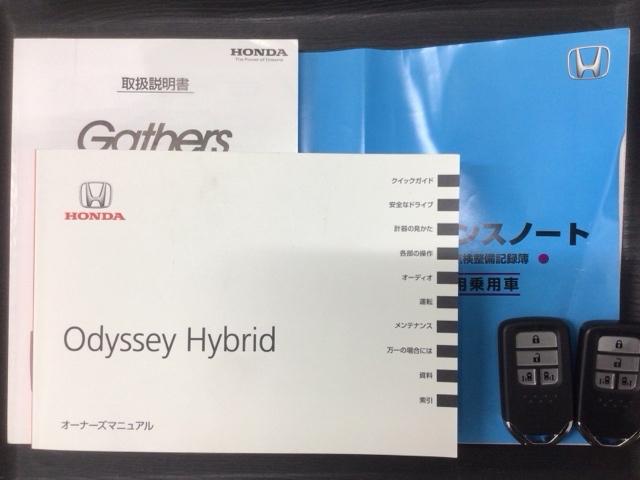 HONDA
The Power of Dreams
取扱説明書
Gathers
HONDA
クイックガイド
安全なドライブ
計器の見かた
各部の操作
オーディオ
運転
メンテナンス
万一の場合には
資料
索引
Odyssey Hybrid
オーナーズマニュアル
ンスノート
検整備記録簿
用乗用車